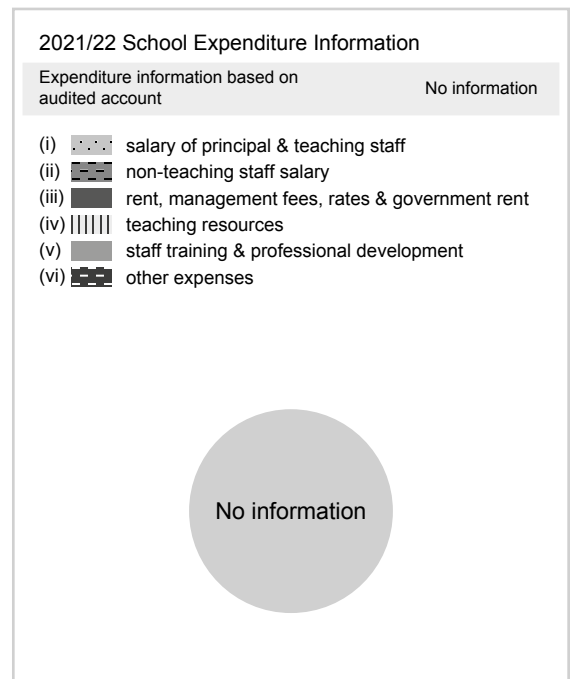 2021/22 School Expenditure Information
Expenditure information based on
audited account
No information
(i) salary of principal & teaching staff
(ii) non-teaching staff salary
(iii) rent, management fees, rates & government rent
(iv) teaching resources
(v) staff training & professional development
(vi) other expenses
No information